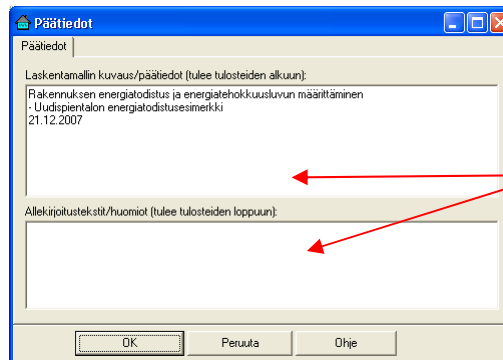 Päätiedot
Päätiedot
Laskentamallin kuvaus/päätiedot (tulee tulosteiden alkuun):
Rakennuksen energiatodistus ja energiatehokkuusluvun määrittäminen
- Uudispientalon energiatodistusesimerkki
21.12.2007
Allekirjoitustekstit/huomiot (tulee tulosteiden loppuun):
OK Peruuta Ohje